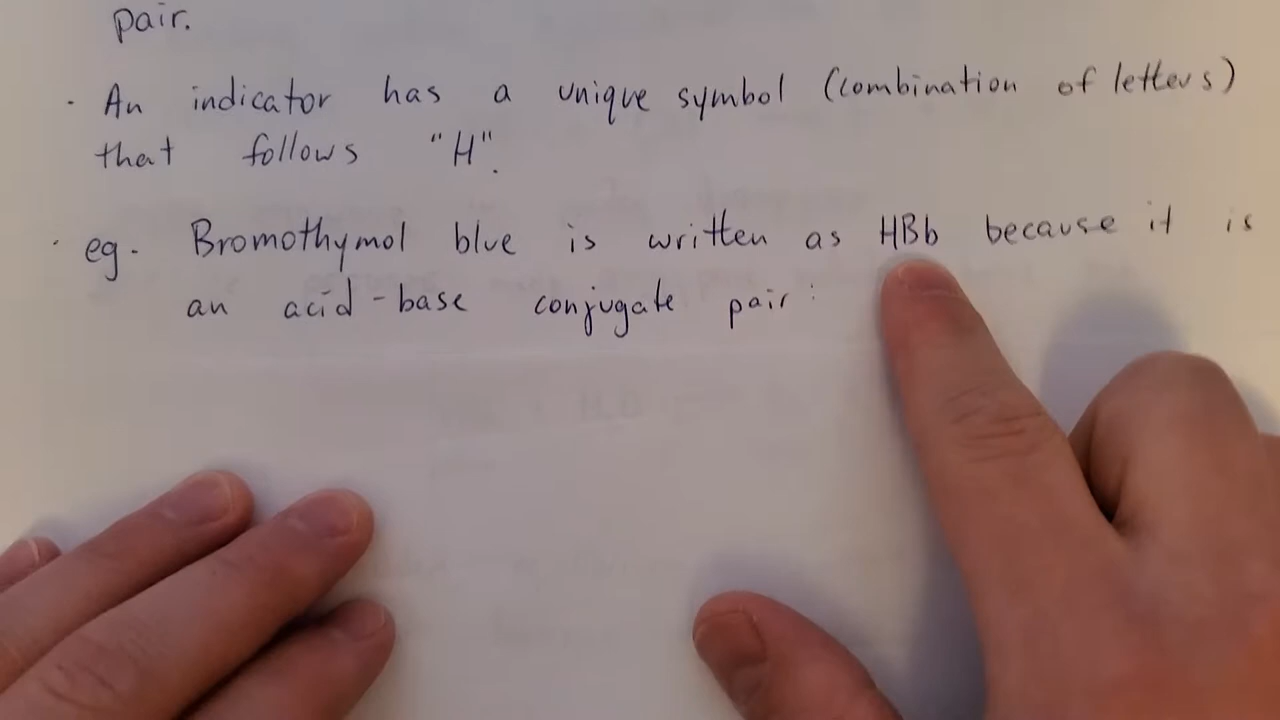 pair.
· An indicator has a unique symbol (combination of letters)
that follows "H".
· eg. Bromothymol blue is written as HBb because it is
an acid-base conjugate pair: